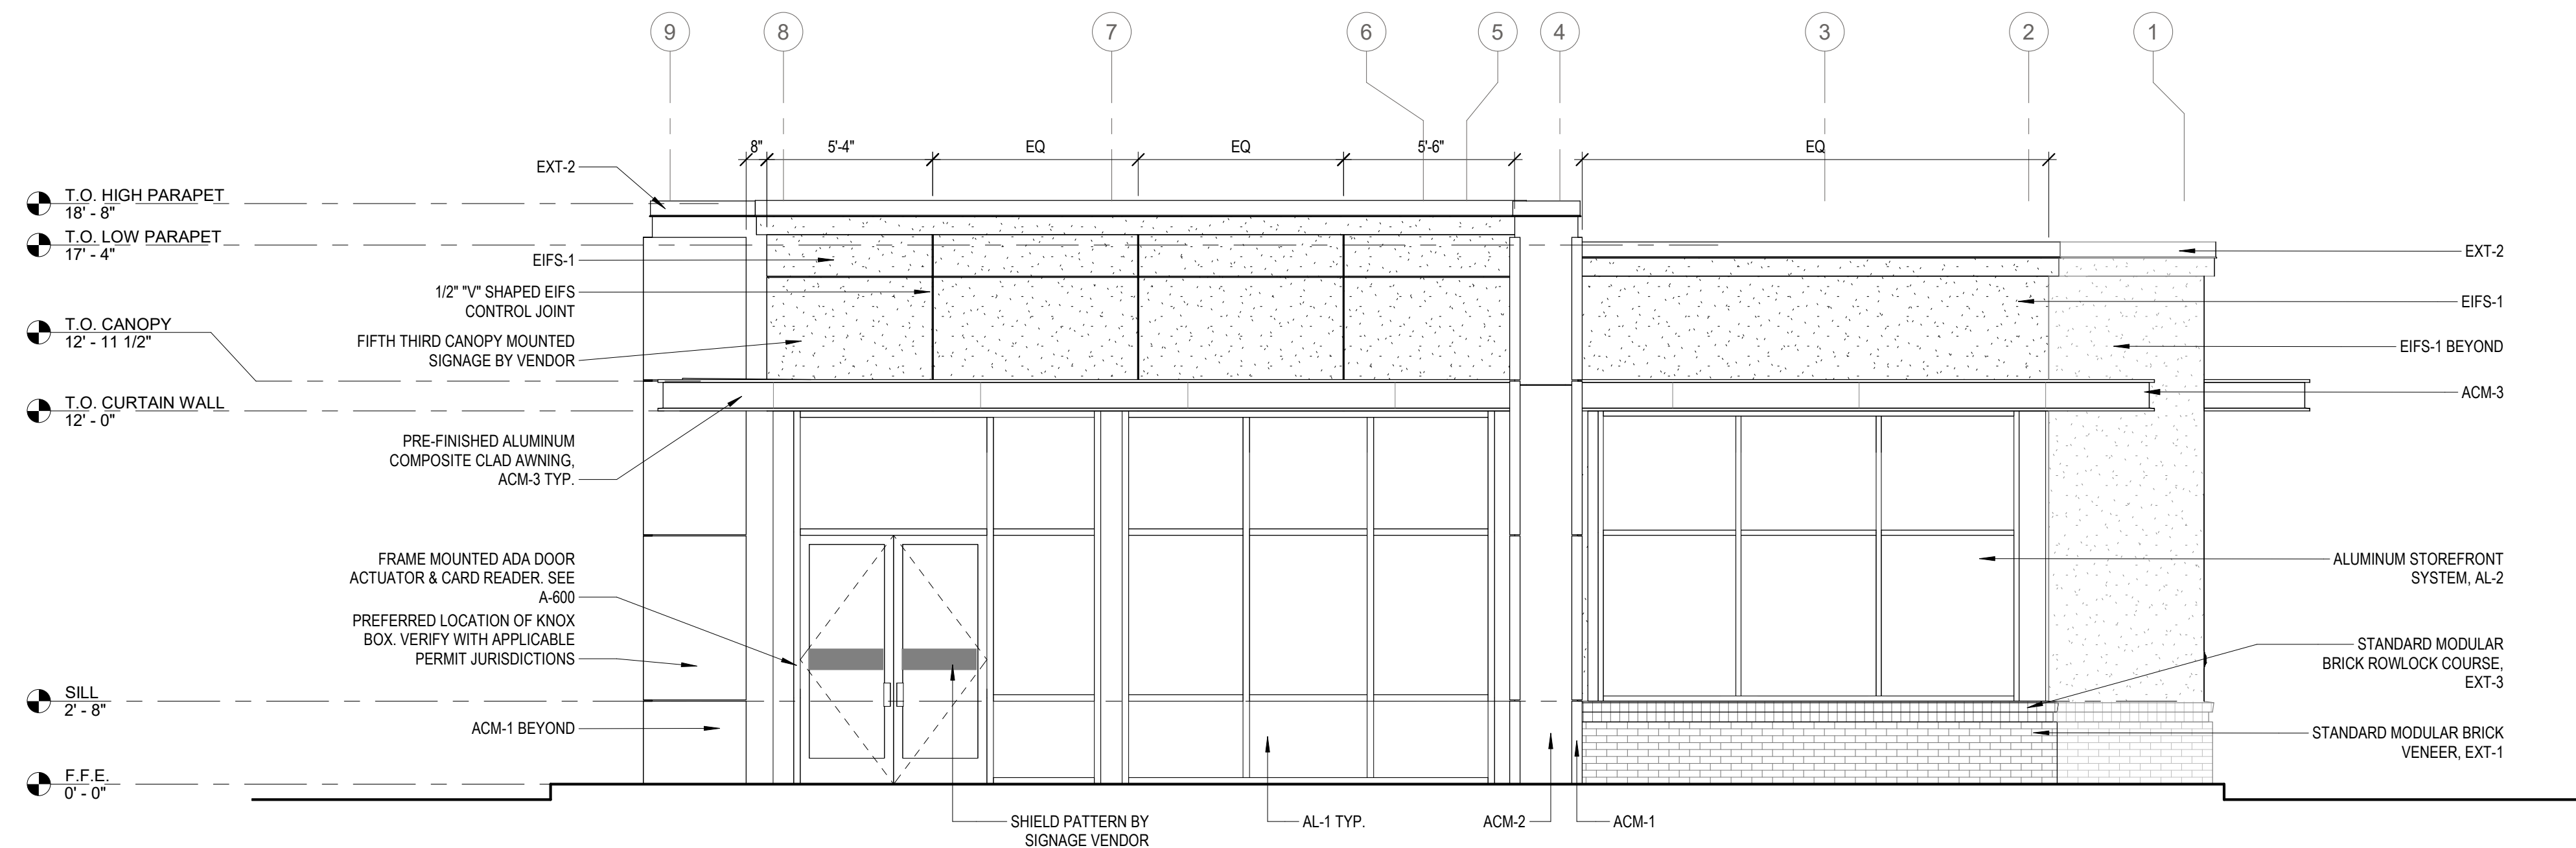 9 8 7 6 5 4 3 2 1
8" 5'-4" EQ EQ 5'-6" EQ
T.O. HIGH PARAPET
18' - 8"
T.O. LOW PARAPET
17' - 4"
T.O. CANOPY
12' - 11 1/2"
T.O. CURTAIN WALL
12' - 0"
SILL
2' - 8"
F.F.E.
0' - 0"
EXT-2
EIFS-1
1/2" "V" SHAPED EIFS
CONTROL JOINT
FIFTH THIRD CANOPY MOUNTED
SIGNAGE BY VENDOR
PRE-FINISHED ALUMINUM
COMPOSITE CLAD AWNING,
ACM-3 TYP.
FRAME MOUNTED ADA DOOR
ACTUATOR & CARD READER. SEE
A-600
PREFERRED LOCATION OF KNOX
BOX. VERIFY WITH APPLICABLE
PERMIT JURISDICTIONS
ACM-1 BEYOND
SHIELD PATTERN BY
SIGNAGE VENDOR
AL-1 TYP.
ACM-2
ACM-1
EXT-2
EIFS-1
EIFS-1 BEYOND
ACM-3
ALUMINUM STOREFRONT
SYSTEM, AL-2
STANDARD MODULAR
BRICK ROWLOCK COURSE,
EXT-3
STANDARD MODULAR BRICK
VENEER, EXT-1